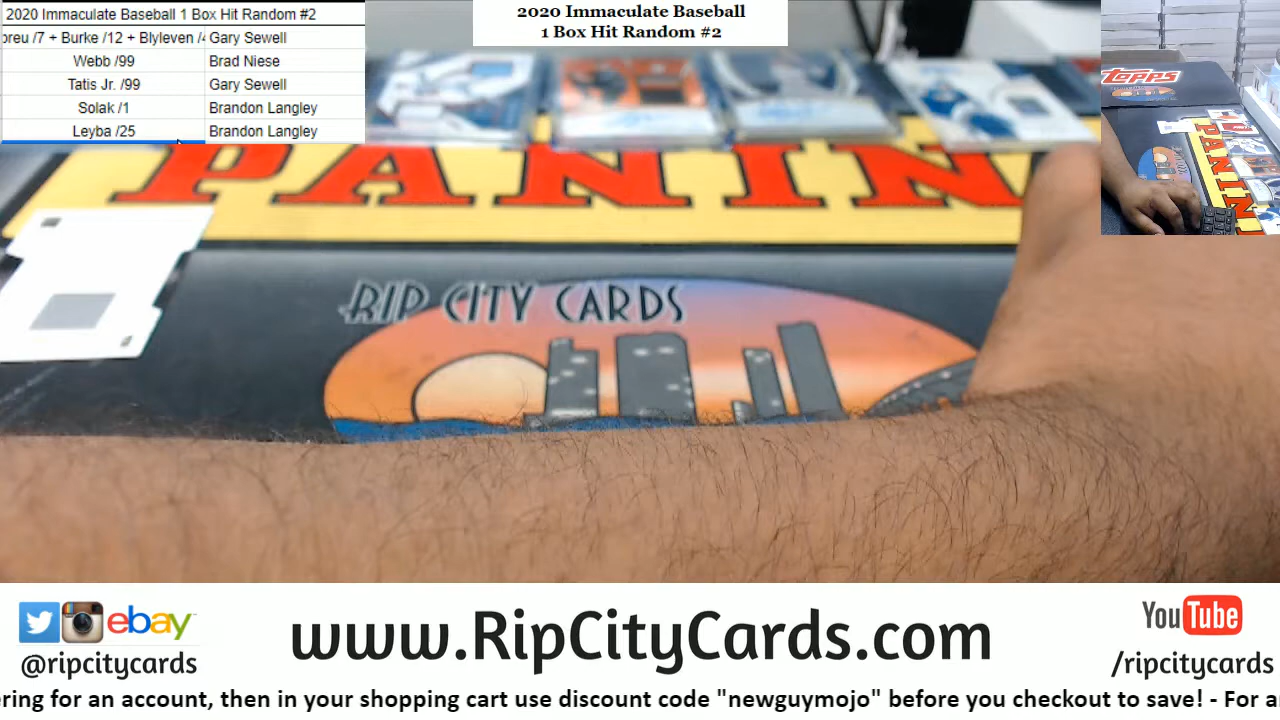 2020 Immaculate Baseball 1 Box Hit Random #2
breu /7 + Burke /12 + Blyleven /4 Gary Sewell
Webb /99 Brad Niese
Tatis Jr. /99 Gary Sewell
Solak /1 Brandon Langley
Leyba /25 Brandon Langley
2020 Immaculate Baseball
1 Box Hit Random #2
TOPPS
PANINI
PANIN
RIP CITY CARDS
ebay
@ripcitycards
www.RipCityCards.com
YouTube
/ripcitycards
ering for an account, then in your shopping cart use discount code "newguymojo" before you checkout to save! - For a